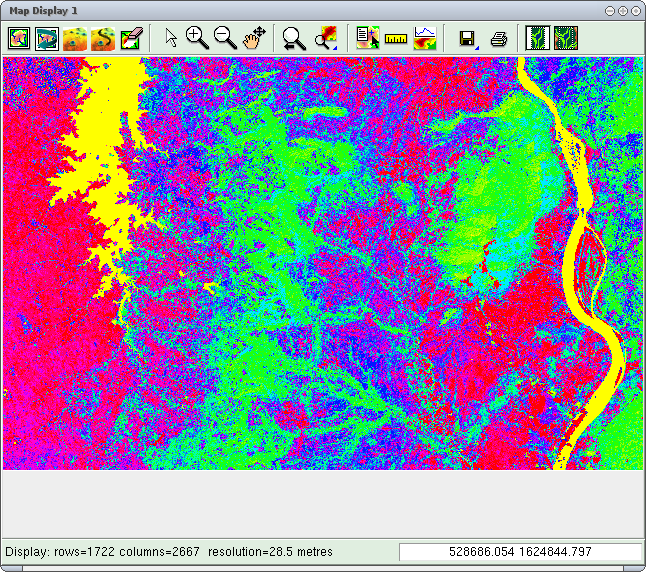 Map Display 1
Display: rows=1722 columns=2667 resolution=28.5 metres
528686.054 1624844.797